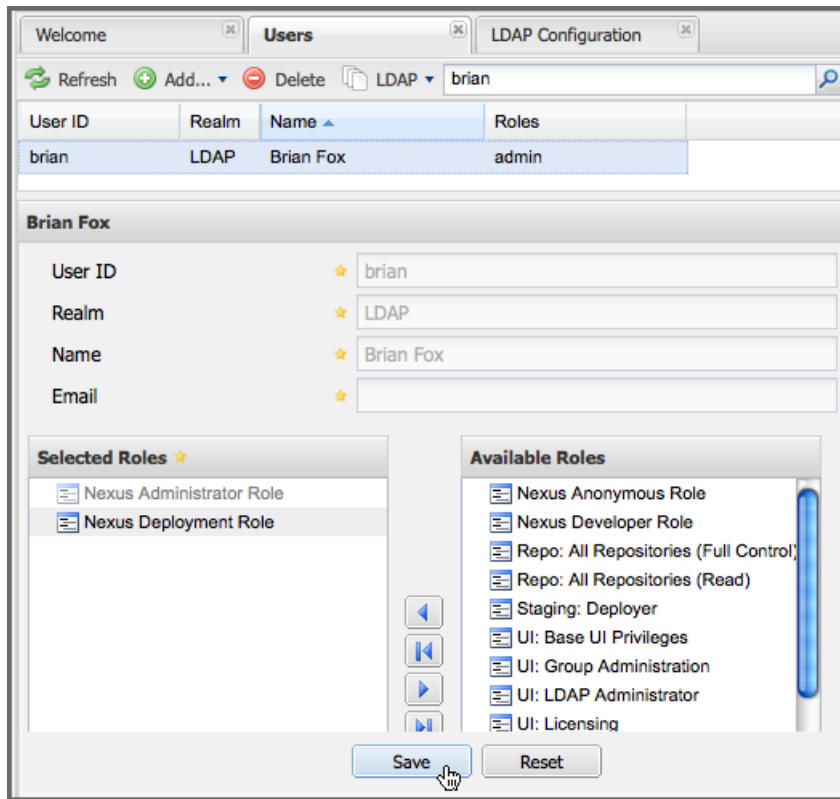 Welcome Users LDAP Configuration
Refresh Add... Delete LDAP brian
User ID Realm Name Roles
brian LDAP Brian Fox admin
Brian Fox
User ID brian
Realm LDAP
Name Brian Fox
Email
Selected Roles
Nexus Administrator Role
Nexus Deployment Role
Available Roles
Nexus Anonymous Role
Nexus Developer Role
Repo: All Repositories (Full Control)
Repo: All Repositories (Read)
Staging: Deployer
UI: Base UI Privileges
UI: Group Administration
UI: LDAP Administrator
UI: Licensing
Save Reset